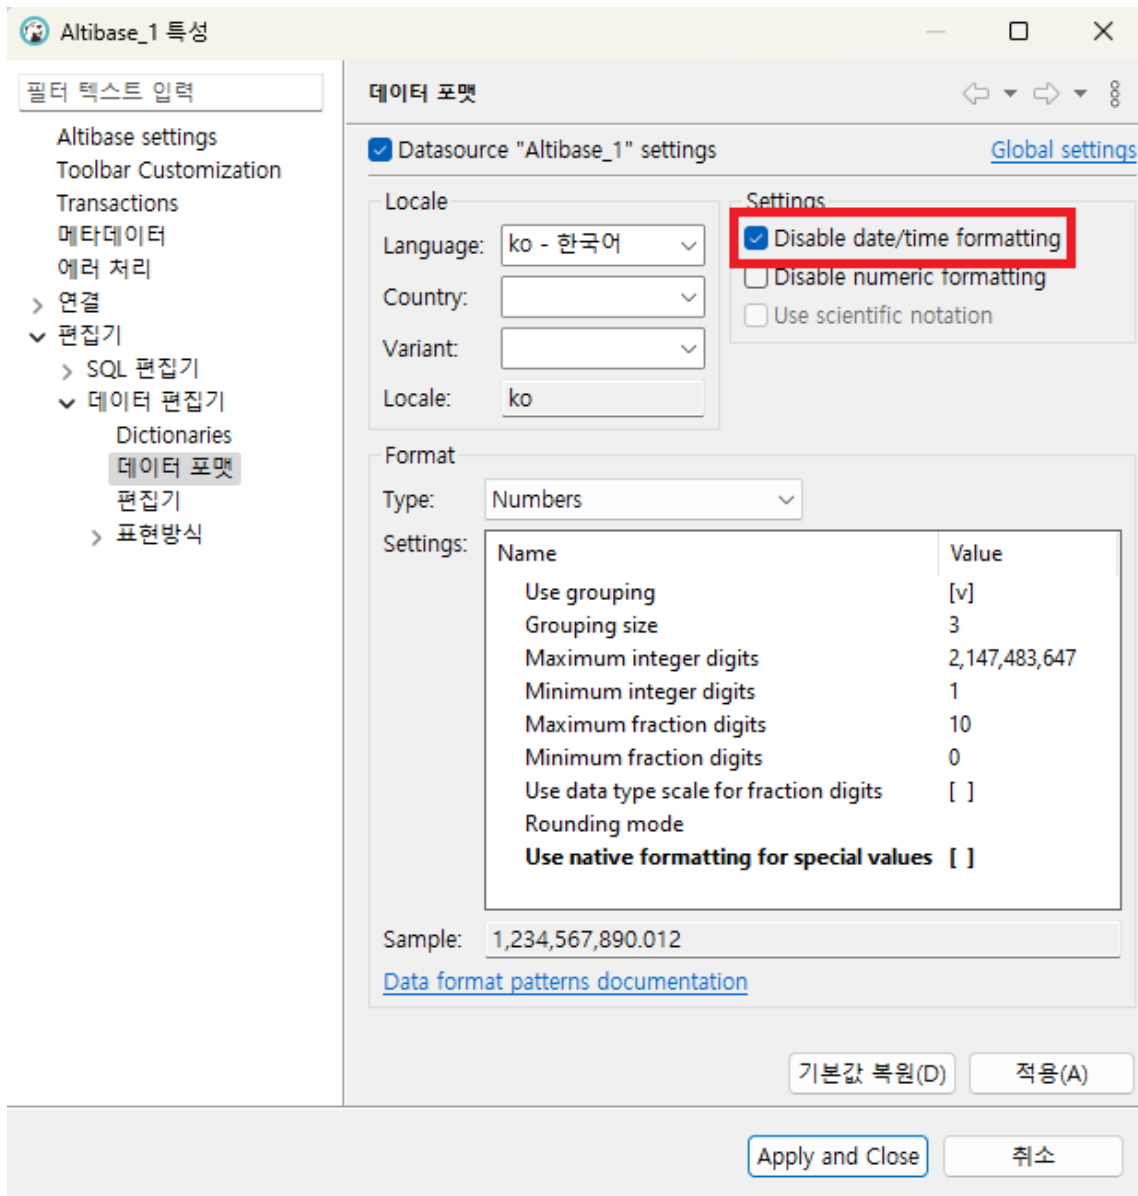 Altibase_1 특성
필터 텍스트 입력
Altibase settings
Toolbar Customization
Transactions
메타데이터
에러 처리
연결
편집기
SQL 편집기
데이터 편집기
Dictionaries
데이터 포맷
편집기
표현방식
데이터 포맷
Datasource "Altibase_1" settings
Global settings
Locale
Language: ko - 한국어
Country:
Variant:
Locale: ko
Settings
Disable date/time formatting
Disable numeric formatting
Use scientific notation
Format
Type: Numbers
Settings:
Name Value
Use grouping [v]
Grouping size 3
Maximum integer digits 2,147,483,647
Minimum integer digits 1
Maximum fraction digits 10
Minimum fraction digits 0
Use data type scale for fraction digits [ ]
Rounding mode
Use native formatting for special values [ ]
Sample: 1,234,567,890.012
Data format patterns documentation
기본값 복원(D) 적용(A)
Apply and Close 취소